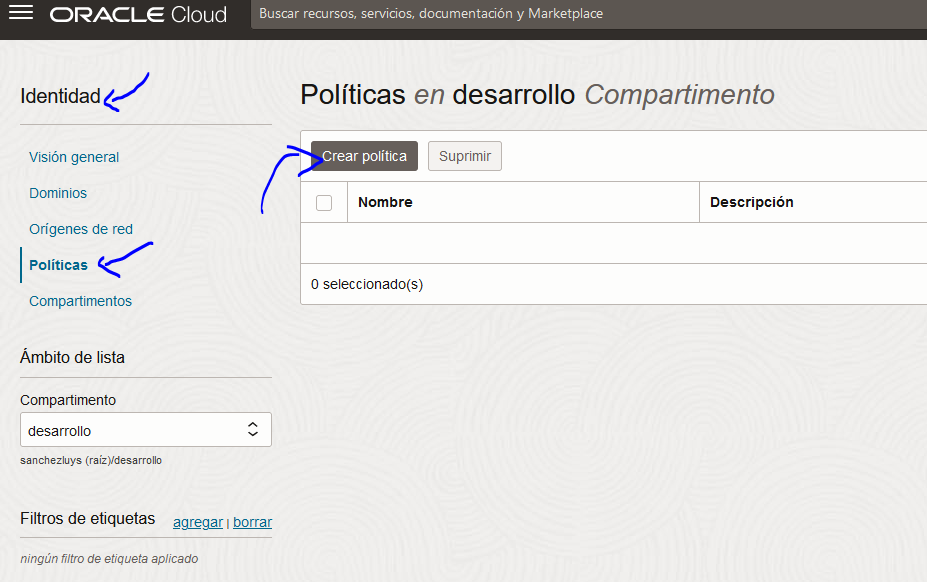 ORACLE Cloud
Buscar recursos, servicios, documentación y Marketplace
Identidad
Visión general
Dominios
Orígenes de red
Políticas
Compartimentos
Ámbito de lista
Compartimento
desarrollo
sanchezluys (raíz)/desarrollo
Filtros de etiquetas agregar | borrar
ningún filtro de etiqueta aplicado
Políticas en desarrollo Compartimento
Crear política Suprimir
Nombre Descripción
0 seleccionado(s)